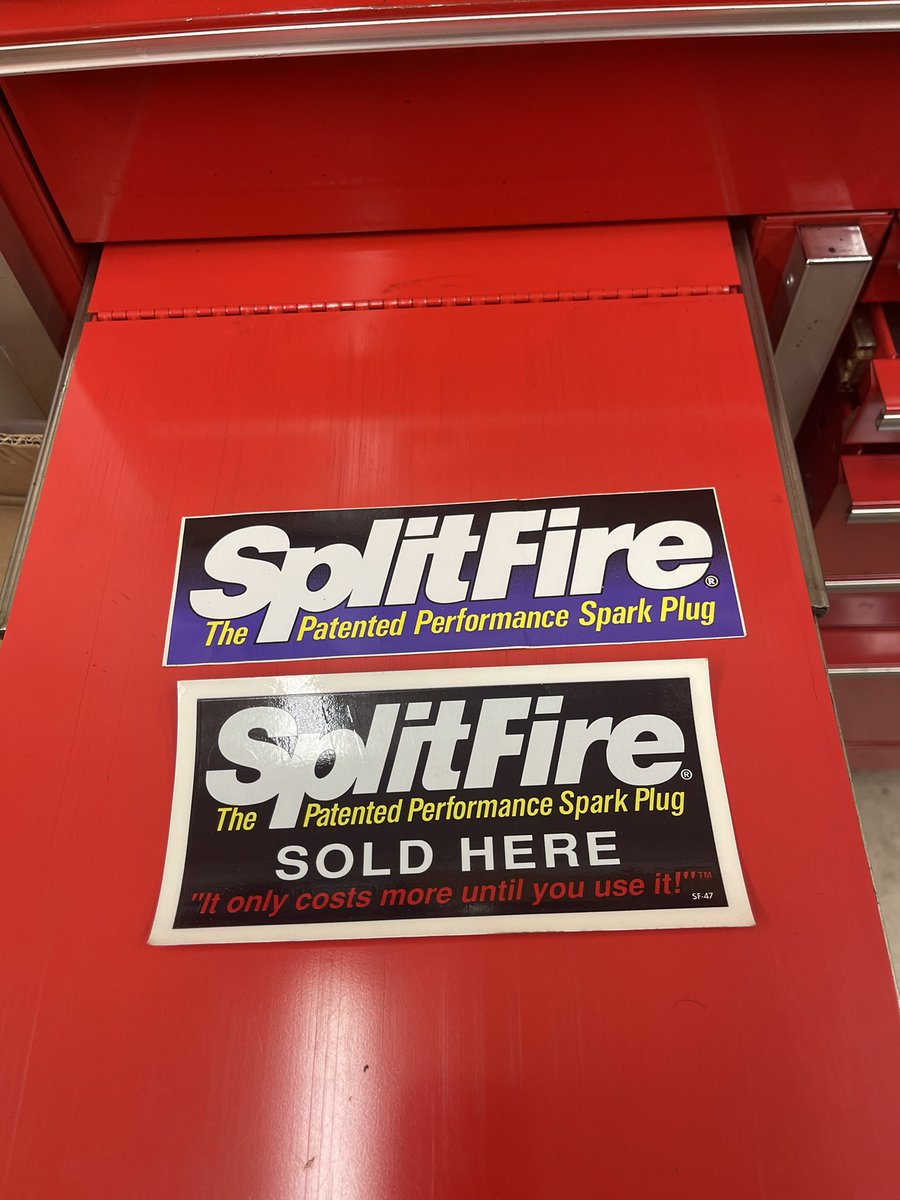 SplitFire®
The Patented Performance Spark Plug
SplitFire®
The Patented Performance Spark Plug
SOLD HERE
"It only costs more until you use it!"™
SF-47